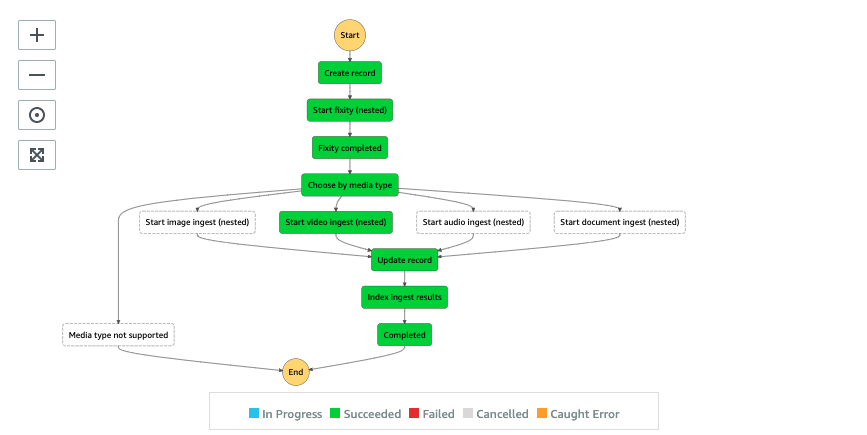 Start
Create record
Start fixity (nested)
Fixity completed
Choose by media type
Start image ingest (nested)
Start video ingest (nested)
Start audio ingest (nested)
Start document ingest (nested)
Update record
Index ingest results
Media type not supported
Completed
End
In Progress
Succeeded
Failed
Cancelled
Caught Error